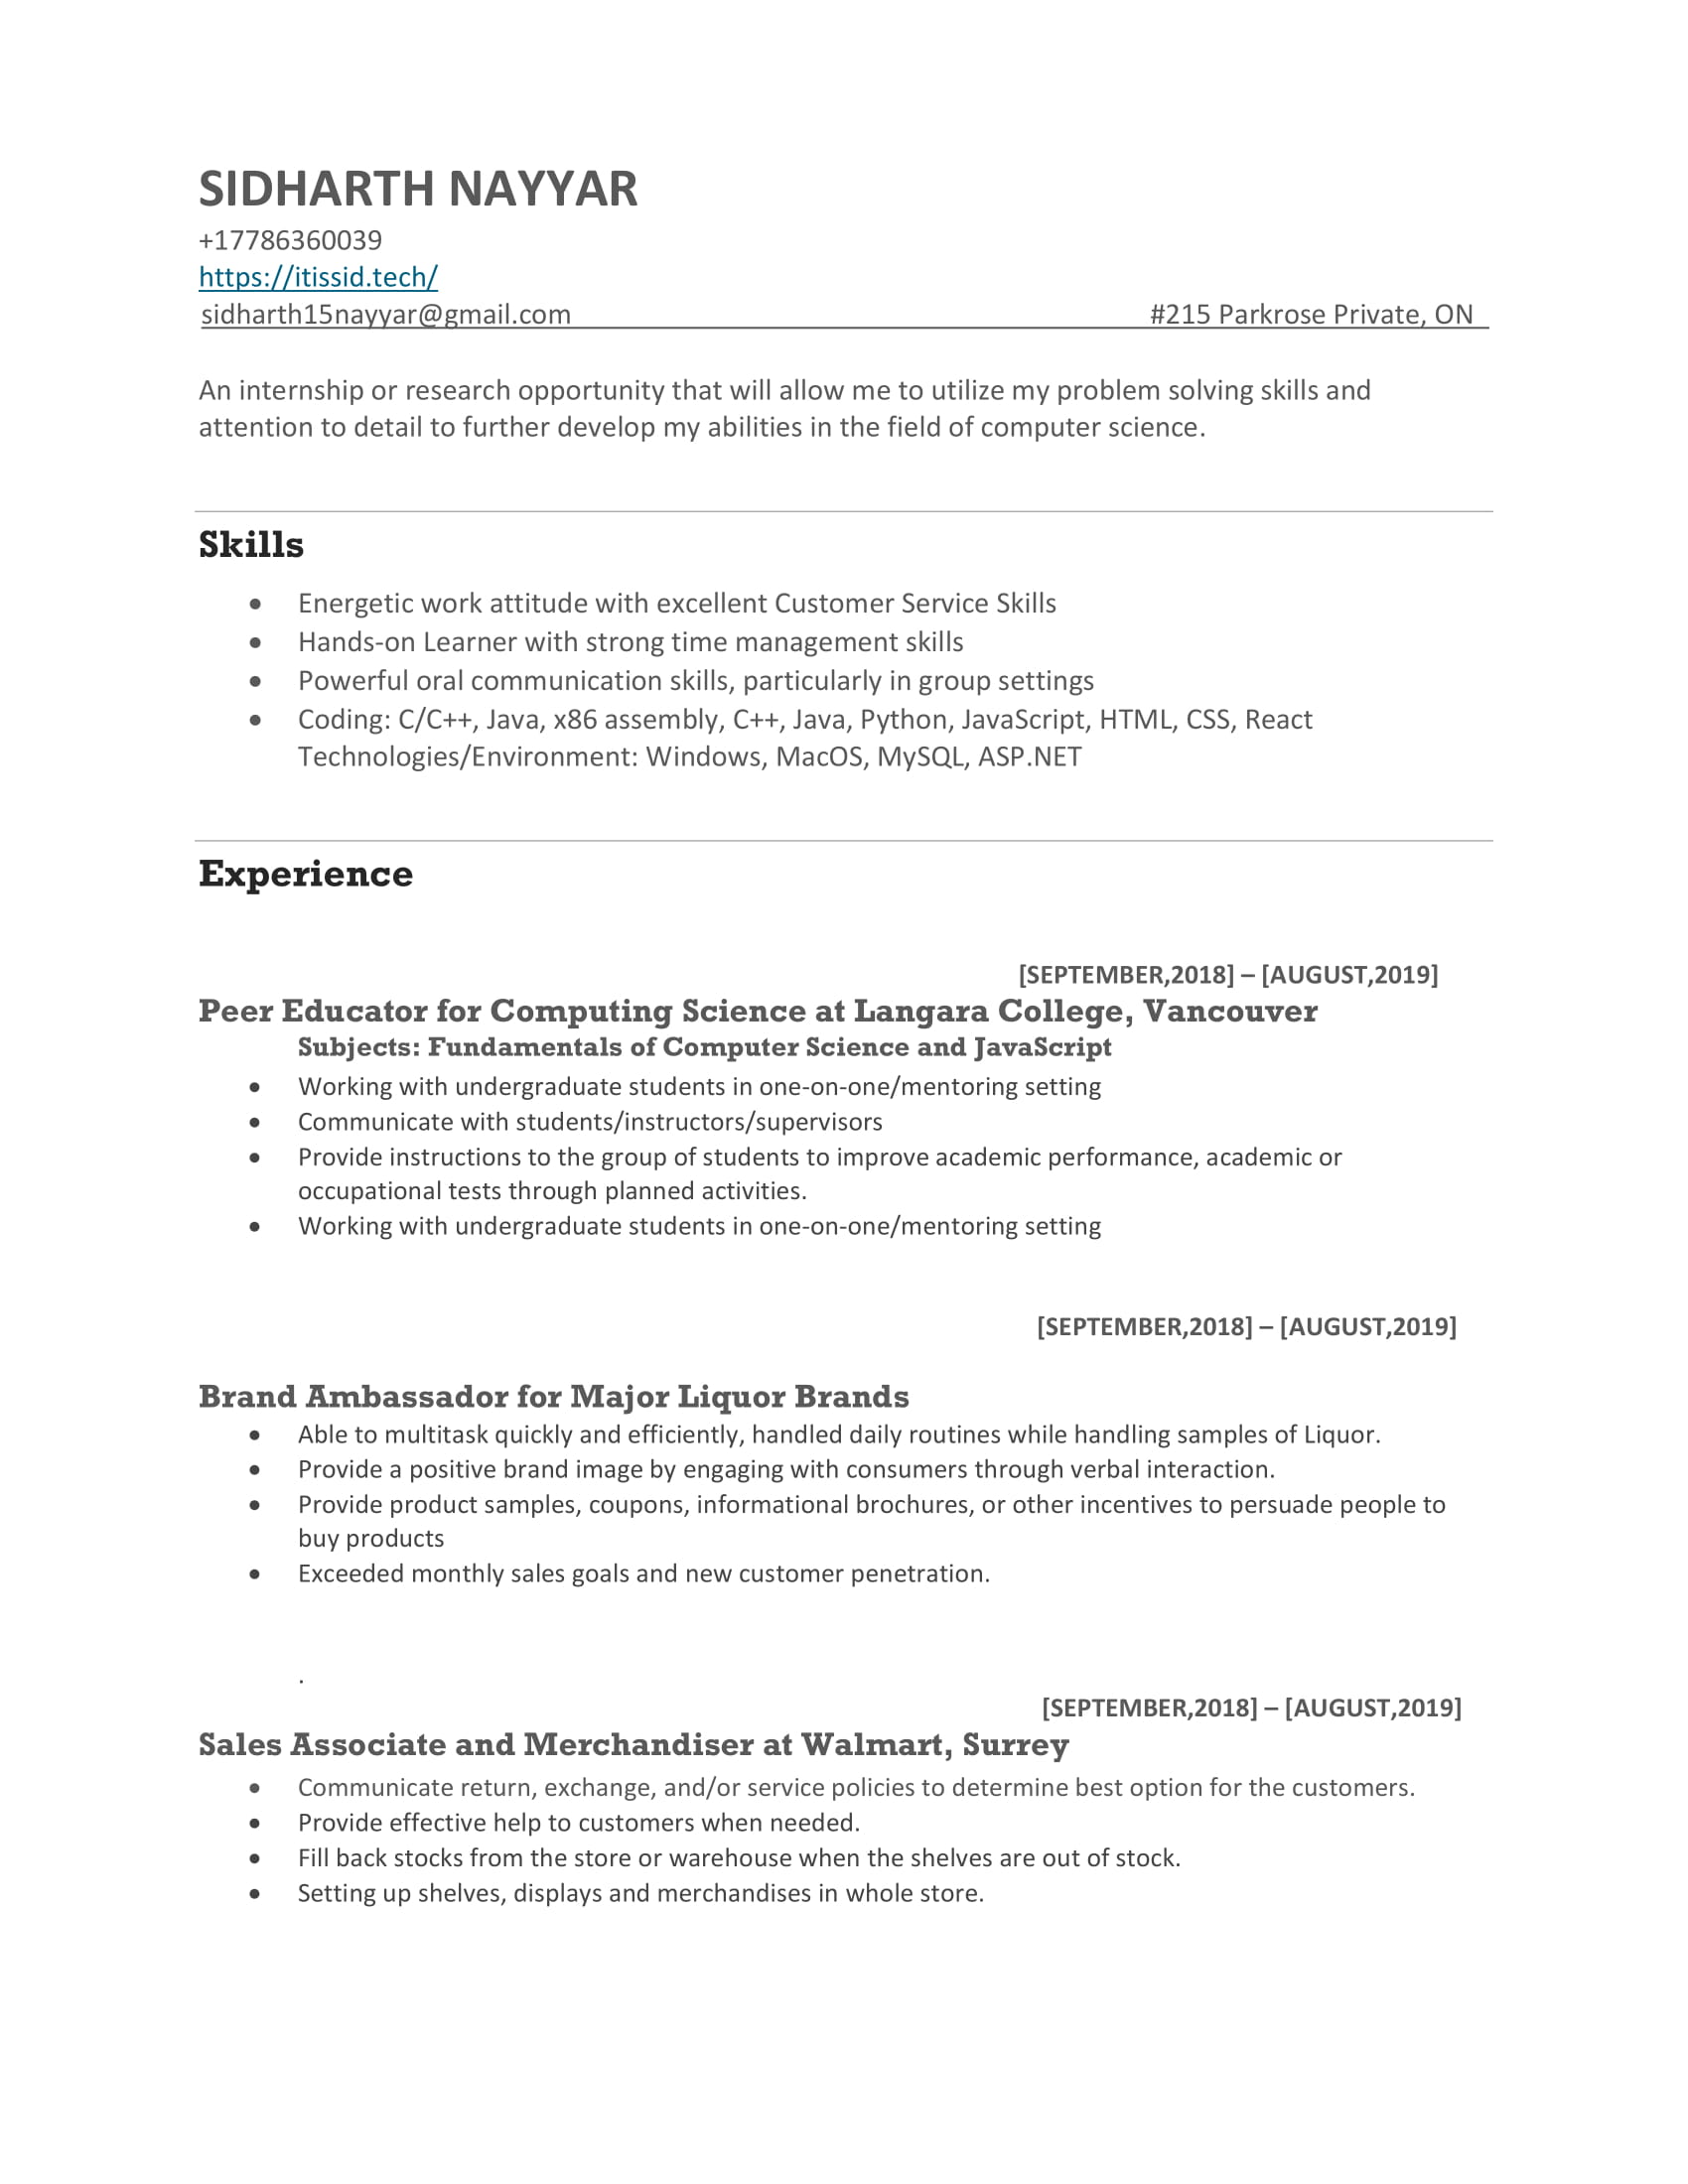 SIDHARTH NAYYAR
+17786360039
https://itissid.tech/
sidharth15nayyar@gmail.com #215 Parkrose Private, ON
An internship or research opportunity that will allow me to utilize my problem solving skills and
attention to detail to further develop my abilities in the field of computer science.
Skills
• Energetic work attitude with excellent Customer Service Skills
• Hands-on Learner with strong time management skills
• Powerful oral communication skills, particularly in group settings
• Coding: C/C++, Java, x86 assembly, C++, Java, Python, JavaScript, HTML, CSS, React
Technologies/Environment: Windows, MacOS, MySQL, ASP.NET
Experience
[SEPTEMBER,2018] – [AUGUST,2019]
Peer Educator for Computing Science at Langara College, Vancouver
Subjects: Fundamentals of Computer Science and JavaScript
• Working with undergraduate students in one-on-one/mentoring setting
• Communicate with students/instructors/supervisors
• Provide instructions to the group of students to improve academic performance, academic or
occupational tests through planned activities.
• Working with undergraduate students in one-on-one/mentoring setting
[SEPTEMBER,2018] – [AUGUST,2019]
Brand Ambassador for Major Liquor Brands
• Able to multitask quickly and efficiently, handled daily routines while handling samples of Liquor.
• Provide a positive brand image by engaging with consumers through verbal interaction.
• Provide product samples, coupons, informational brochures, or other incentives to persuade people to
buy products
• Exceeded monthly sales goals and new customer penetration.
.
[SEPTEMBER,2018] – [AUGUST,2019]
Sales Associate and Merchandiser at Walmart, Surrey
• Communicate return, exchange, and/or service policies to determine best option for the customers.
• Provide effective help to customers when needed.
• Fill back stocks from the store or warehouse when the shelves are out of stock.
• Setting up shelves, displays and merchandises in whole store.